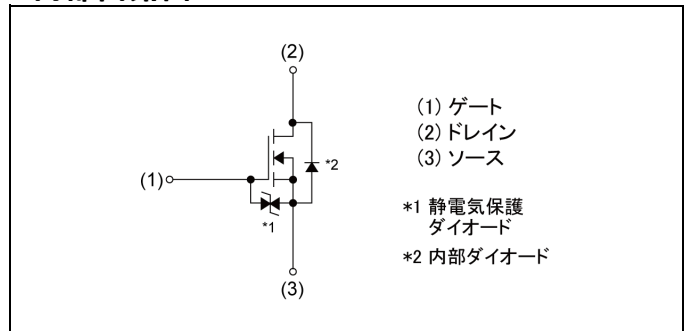 (2)
(1)
*2
*1
(3)
(1) ゲート
(2) ドレイン
(3) ソース
*1 静電気保護
ダイオード
*2 内部ダイオード